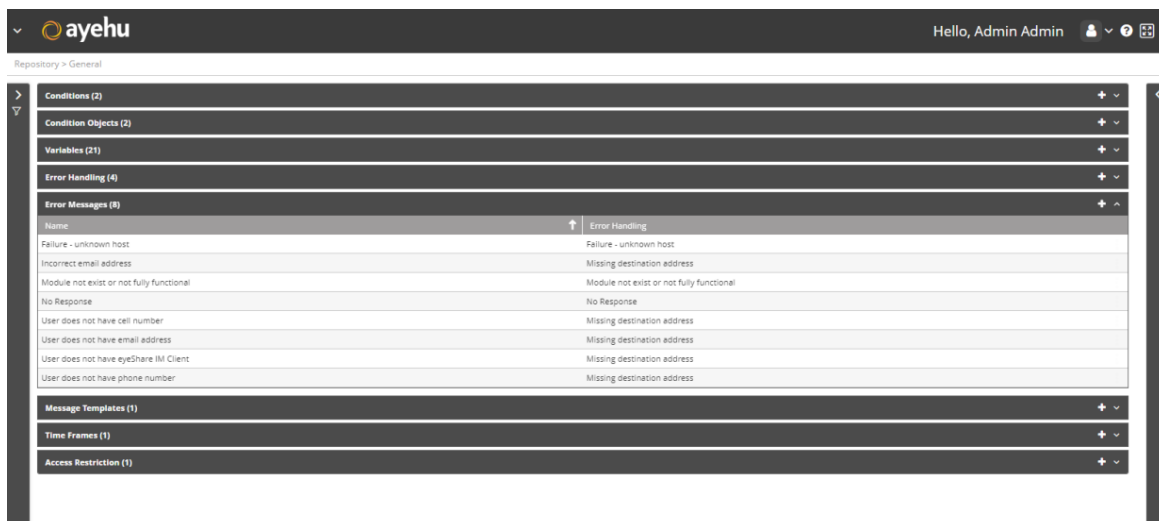 ayehu
Hello, Admin Admin
Repository > General
Conditions (2)
Condition Objects (2)
Variables (21)
Error Handling (4)
Error Messages (8)
Name Error Handling
Failure - unknown host Failure - unknown host
Incorrect email address Missing destination address
Module not exist or not fully functional Module not exist or not fully functional
No Response No Response
User does not have cell number Missing destination address
User does not have email address Missing destination address
User does not have eyeShare IM Client Missing destination address
User does not have phone number Missing destination address
Message Templates (1)
Time Frames (1)
Access Restriction (1)